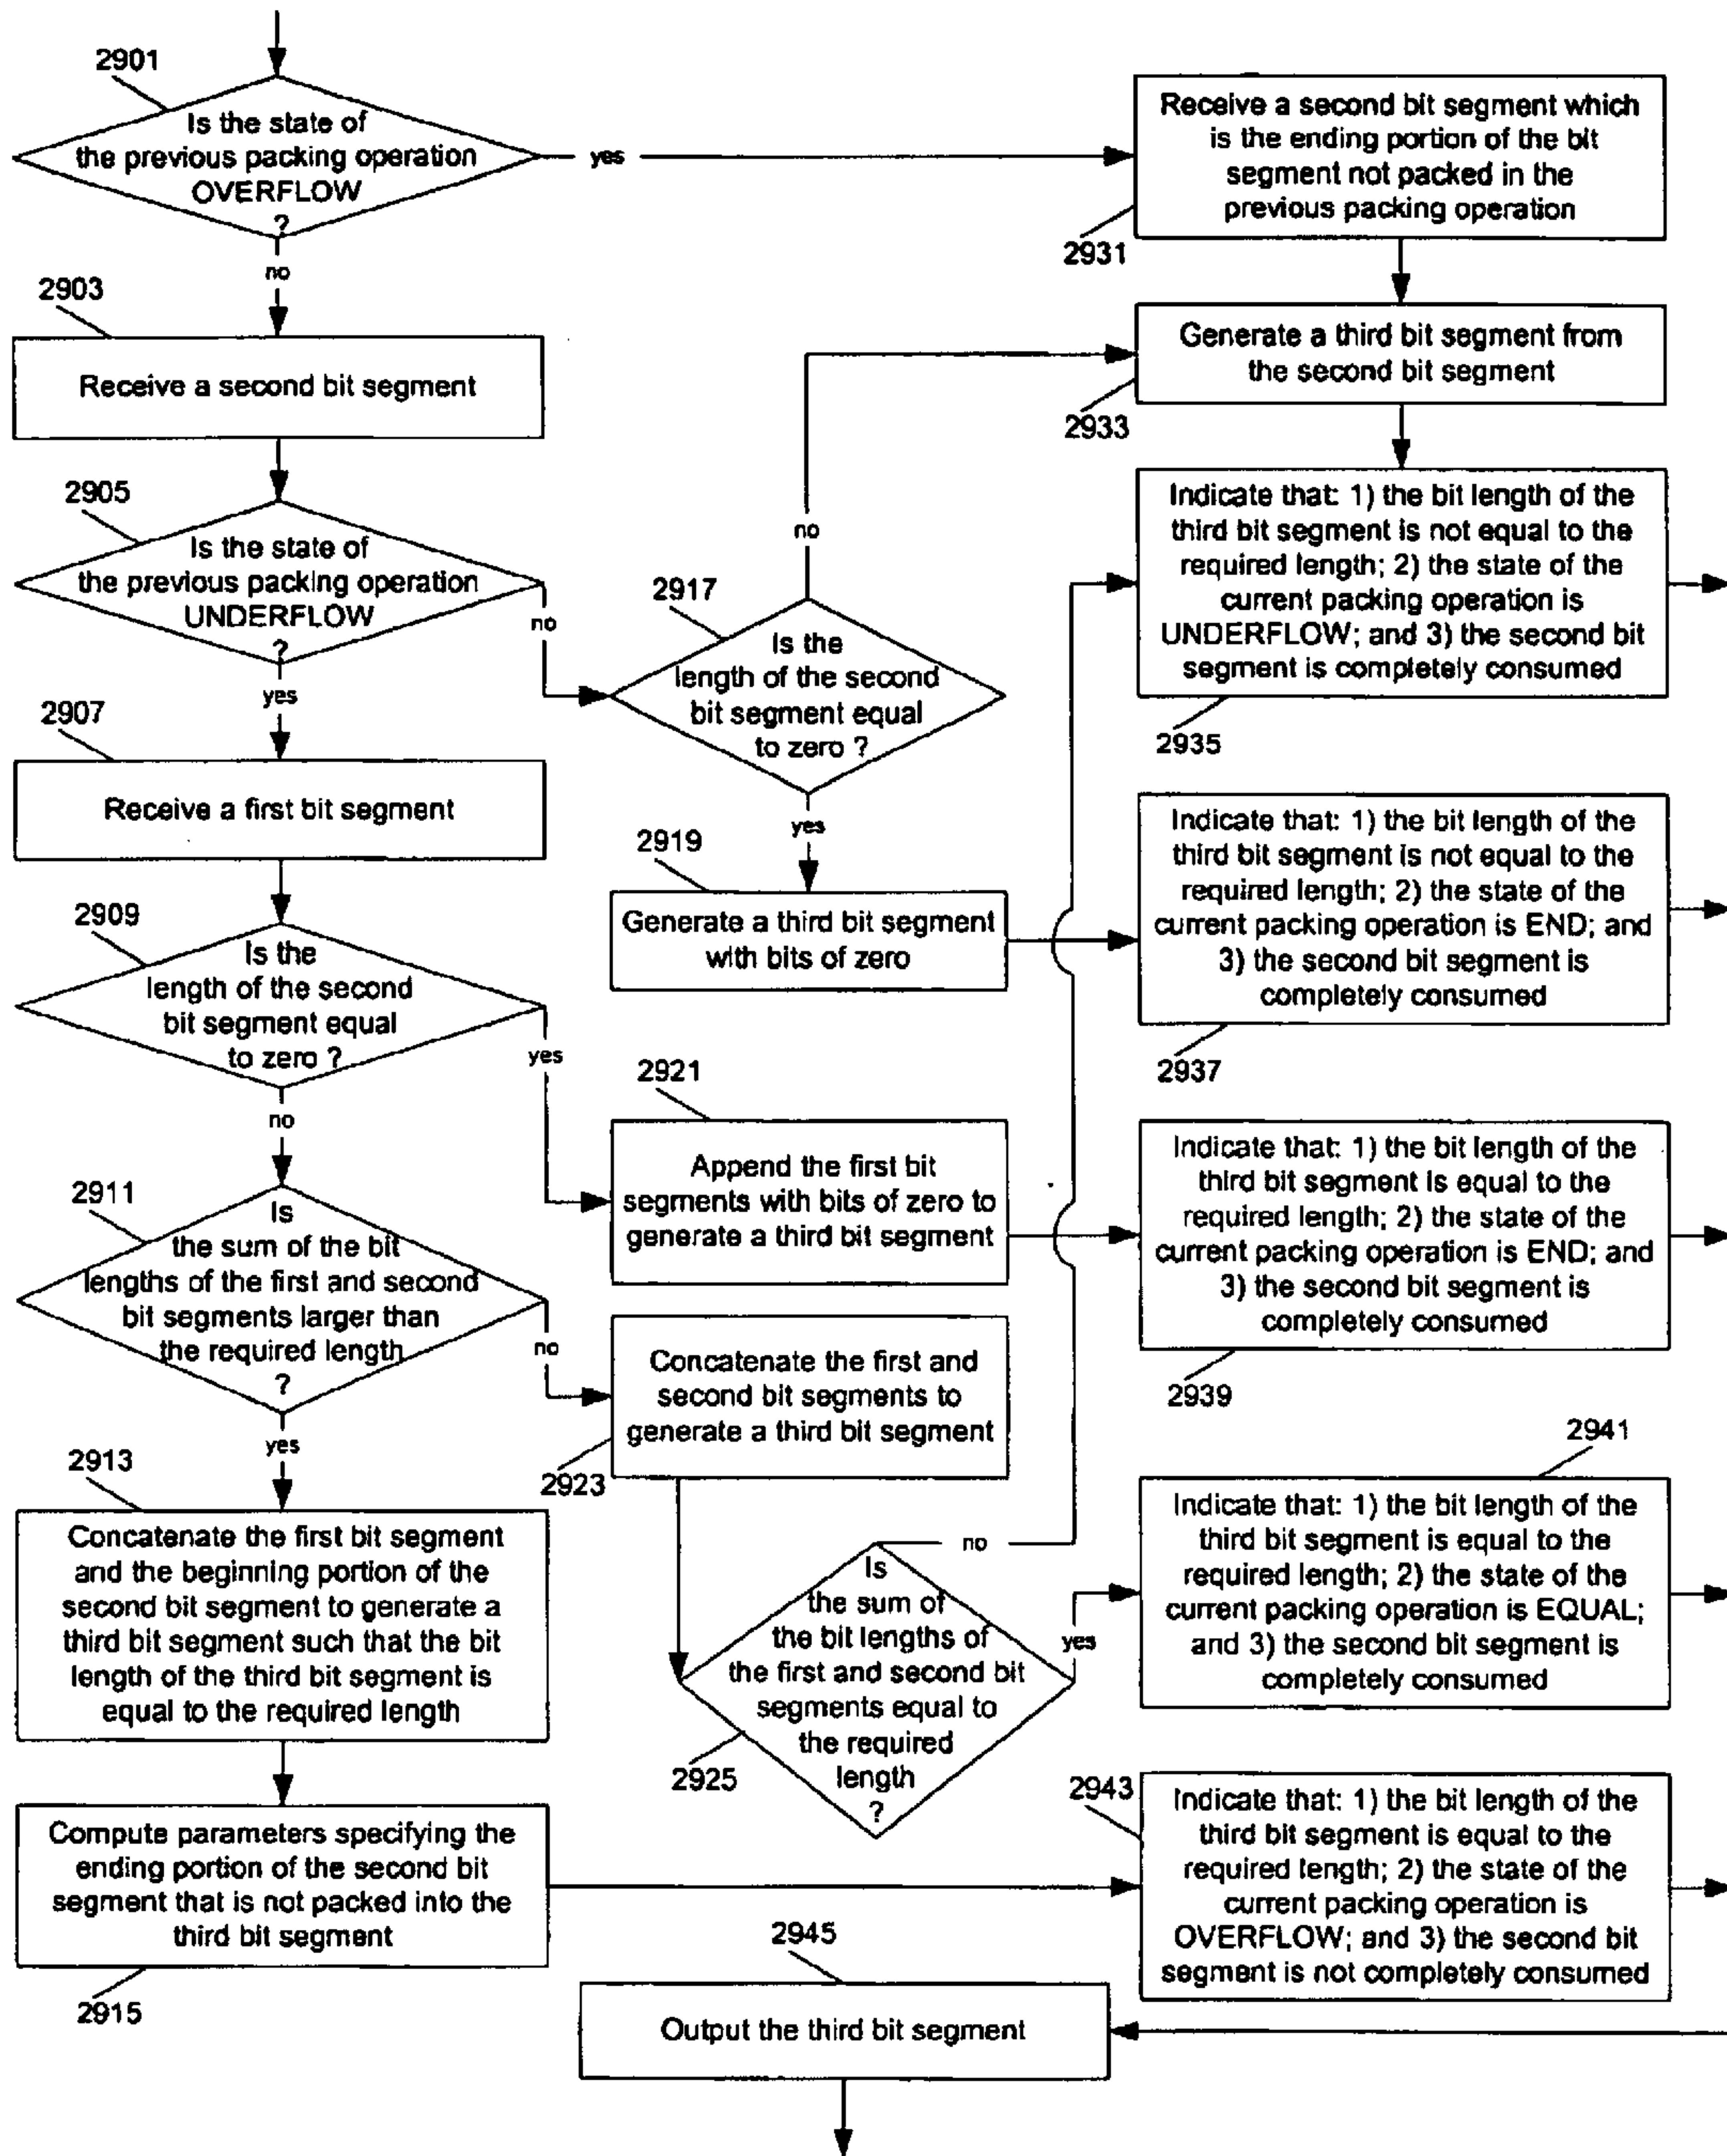 2901
Is the state of
the previous packing operation
OVERFLOW
?
yes
no
Receive a second bit segment which
is the ending portion of the bit
segment not packed in the
previous packing operation
2931
2903
Receive a second bit segment
Generate a third bit segment from
the second bit segment
2933
2905
Is the state of
the previous packing operation
UNDERFLOW
?
no
yes
2917
Is the
length of the second
bit segment equal
to zero ?
no
yes
Indicate that: 1) the bit length of the
third bit segment is not equal to the
required length; 2) the state of the
current packing operation is
UNDERFLOW; and 3) the second bit
segment is completely consumed
2935
2907
Receive a first bit segment
2919
Generate a third bit segment
with bits of zero
Indicate that: 1) the bit length of the
third bit segment is not equal to the
required length; 2) the state of the
current packing operation is END; and
3) the second bit segment is
completely consumed
2937
2909
Is the
length of the second
bit segment equal
to zero ?
yes
no
2921
Append the first bit
segments with bits of zero to
generate a third bit segment
Indicate that: 1) the bit length of the
third bit segment is equal to the
required length; 2) the state of the
current packing operation is END; and
3) the second bit segment is
completely consumed
2939
2911
Is
the sum of the bit
lengths of the first and second
bit segments larger than
the required length
?
no
yes
Concatenate the first and
second bit segments to
generate a third bit segment
2923
2941
Indicate that: 1) the bit length of the
third bit segment is equal to the
required length; 2) the state of the
current packing operation is EQUAL;
and 3) the second bit segment is
completely consumed
2913
Concatenate the first bit segment
and the beginning portion of the
second bit segment to generate a
third bit segment such that the bit
length of the third bit segment is
equal to the required length
no
Is
the sum of
the bit lengths of
the first and second bit
segments equal to
the required
length
?
yes
2925
2943
Indicate that: 1) the bit length of the
third bit segment is equal to the
required length; 2) the state of the
current packing operation is
OVERFLOW; and 3) the second bit
segment is not completely consumed
Compute parameters specifying the
ending portion of the second bit
segment that is not packed into the
third bit segment
2915
2945
Output the third bit segment